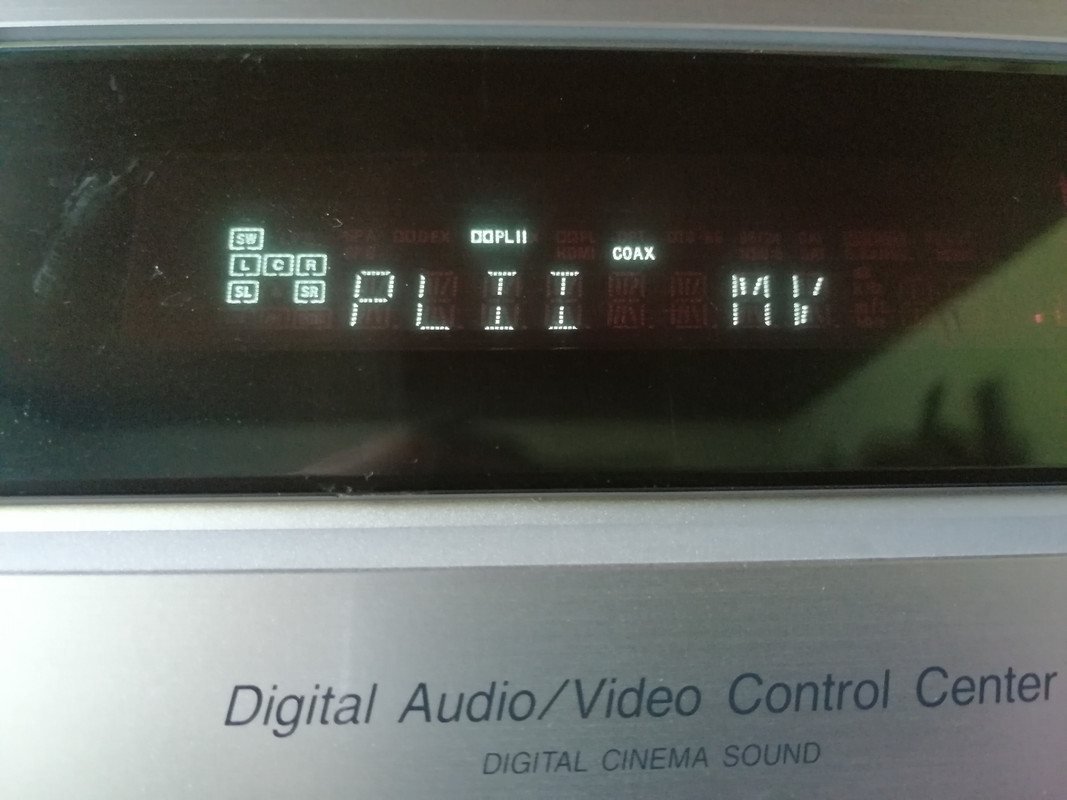 SW
PLII
COAX
L C R
SL SR
PLII MV
Digital Audio/Video Control Center
DIGITAL CINEMA SOUND